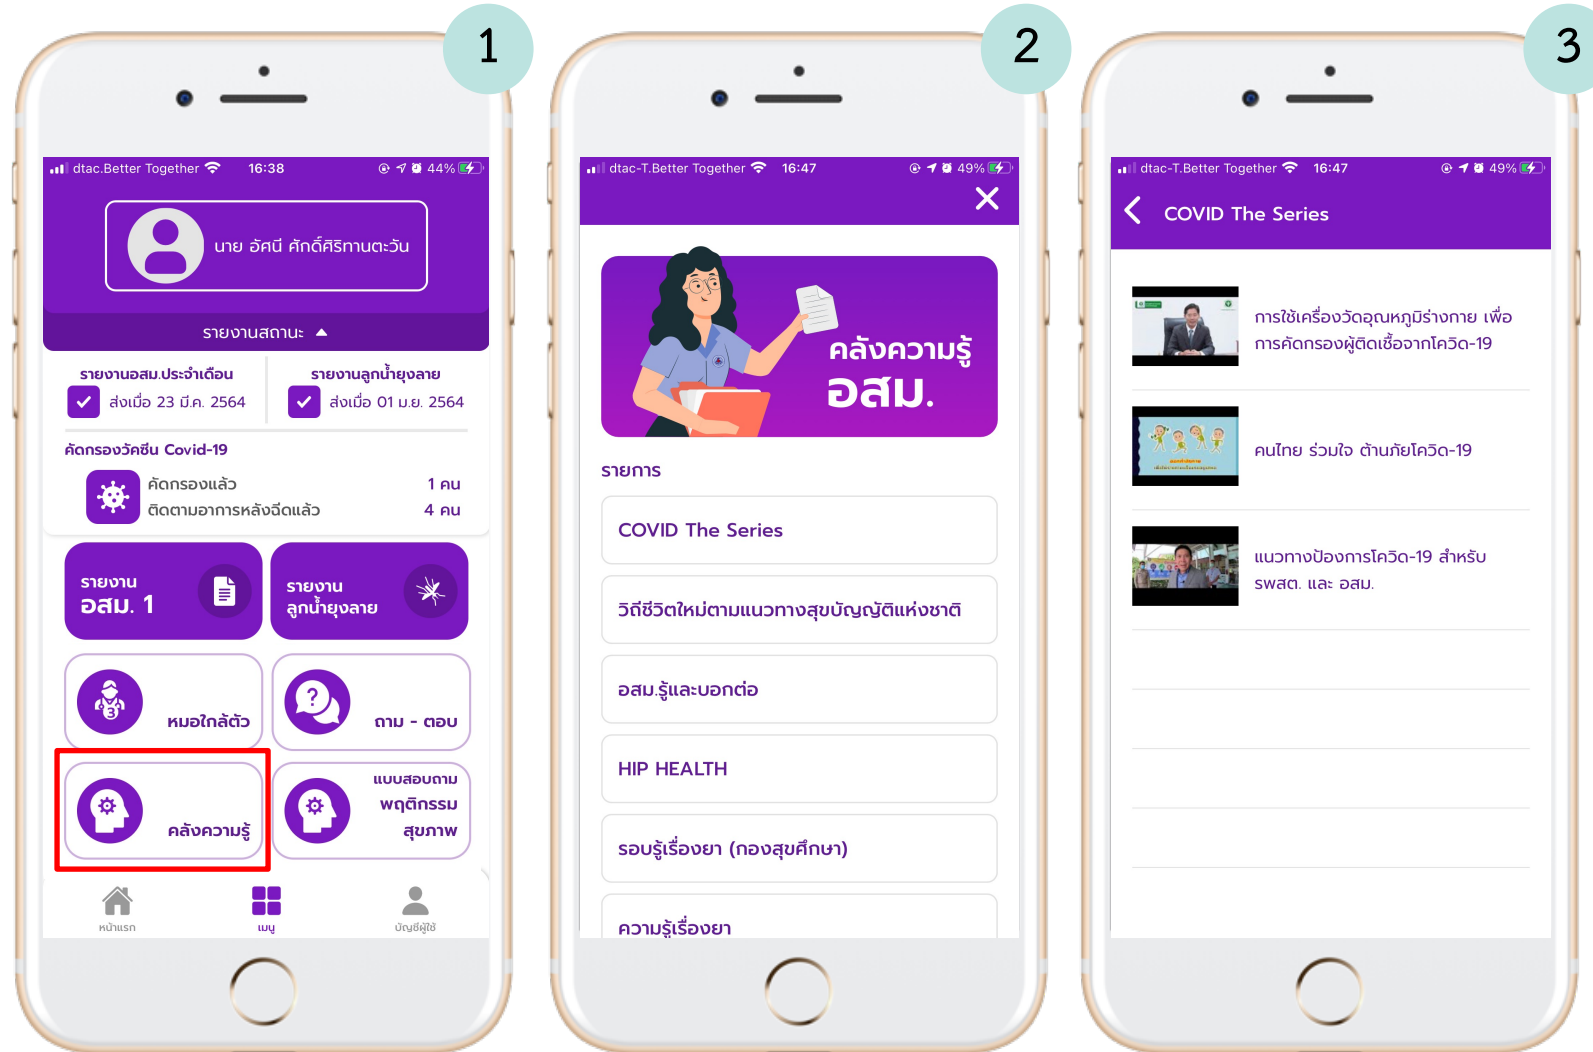 1
dtac.Better Together
16:38
44%
นาย อัศนี ศักดิ์ศิริทานตะวัน
รายงานสถานะ
รายงานอสม.ประจำเดือน
ส่งเมื่อ 23 มี.ค. 2564
รายงานลูกน้ำยุงลาย
ส่งเมื่อ 01 ม.ย. 2564
คัดกรองวัคซีน Covid-19
คัดกรองแล้ว
1 คน
ติดตามอาการหลังฉีดแล้ว
4 คน
รายงาน
อสม. 1
รายงาน
ลูกน้ำยุงลาย
3
หมอใกล้ตัว
?
ถาม - ตอบ
คลังความรู้
แบบสอบถาม
พฤติกรรม
สุขภาพ
หน้าแรก
เมนู
บัญชีผู้ใช้
2
dtac-T.Better Together
16:47
49%
คลังความรู้
อสม.
รายการ
COVID The Series
วิถีชีวิตใหม่ตามแนวทางสุขบัญญัติแห่งชาติ
อสม.รู้และบอกต่อ
HIP HEALTH
รอบรู้เรื่องยา (กองสุขศึกษา)
ความรู้เรื่องยา
3
dtac-T.Better Together
16:47
49%
COVID The Series
การใช้เครื่องวัดอุณหภูมิร่างกาย เพื่อ
การคัดกรองผู้ติดเชื้อจากโควิด-19
คนไทย ร่วมใจ ต้านภัยโควิด-19
แนวทางป้องการโควิด-19 สำหรับ
รพสต. และ อสม.